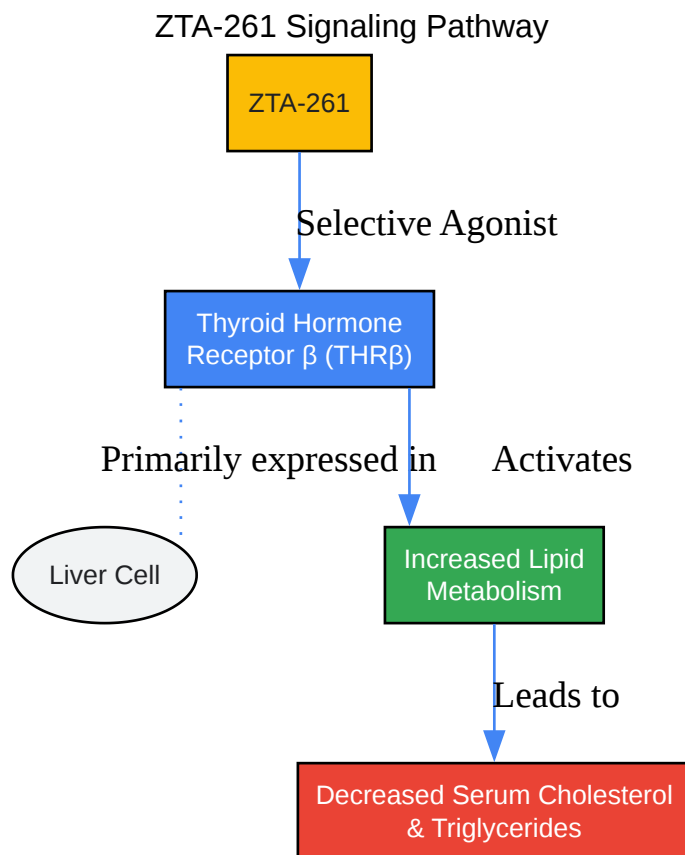 ZTA-261 Signaling Pathway
ZTA-261
Selective Agonist
Thyroid Hormone
Receptor β (THRβ)
Primarily expressed in
Activates
Liver Cell
Increased Lipid
Metabolism
Leads to
Decreased Serum Cholesterol
& Triglycerides